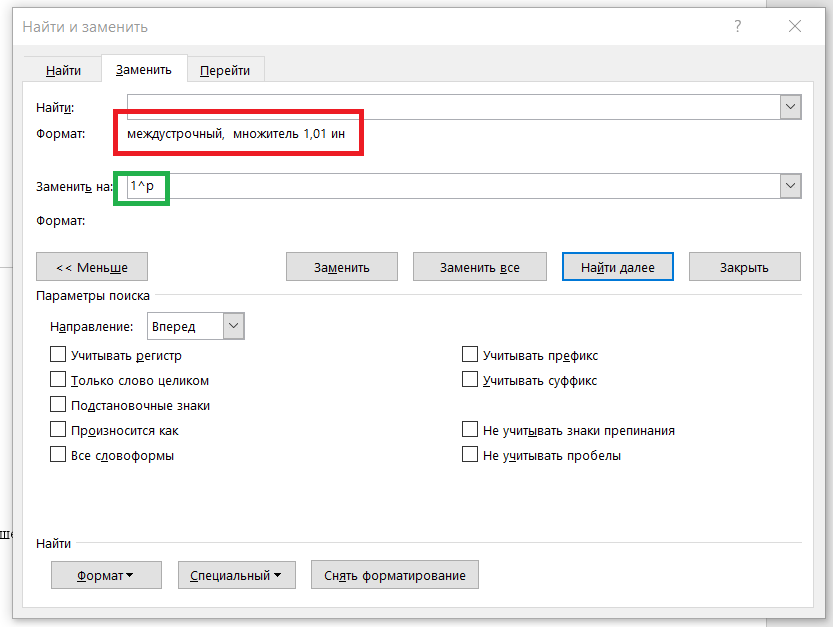 Найти и заменить ?
Найти Заменить Перейти
Найти:
Формат: междустрочный, множитель 1,01 ин
Заменить на: 1^p
Формат:
<< Меньше Заменить Заменить все Найти далее Закрыть
Параметры поиска
Направление: Вперед
Учитывать регистр Учитывать префикс
Только слово целиком Учитывать суффикс
Подстановочные знаки
Произносится как Не учитывать знаки препинания
Все словоформы Не учитывать пробелы
ше
Найти
Формат Специальный Снять форматирование